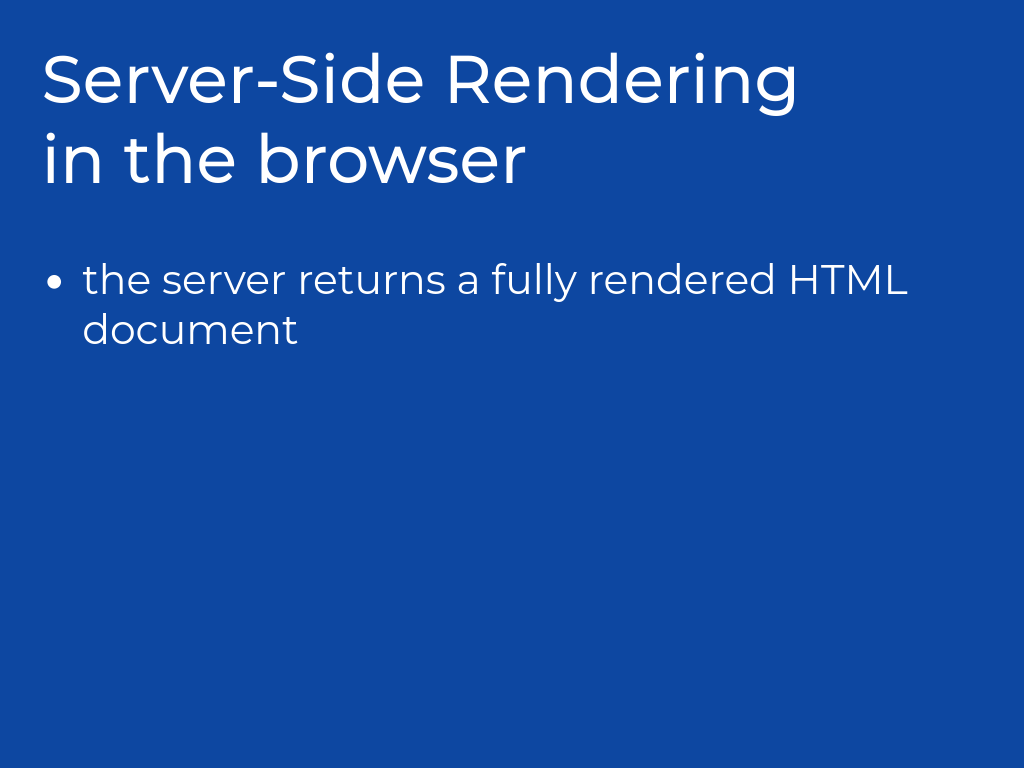 Server-Side Rendering
in the browser
• the server returns a fully rendered HTML
document